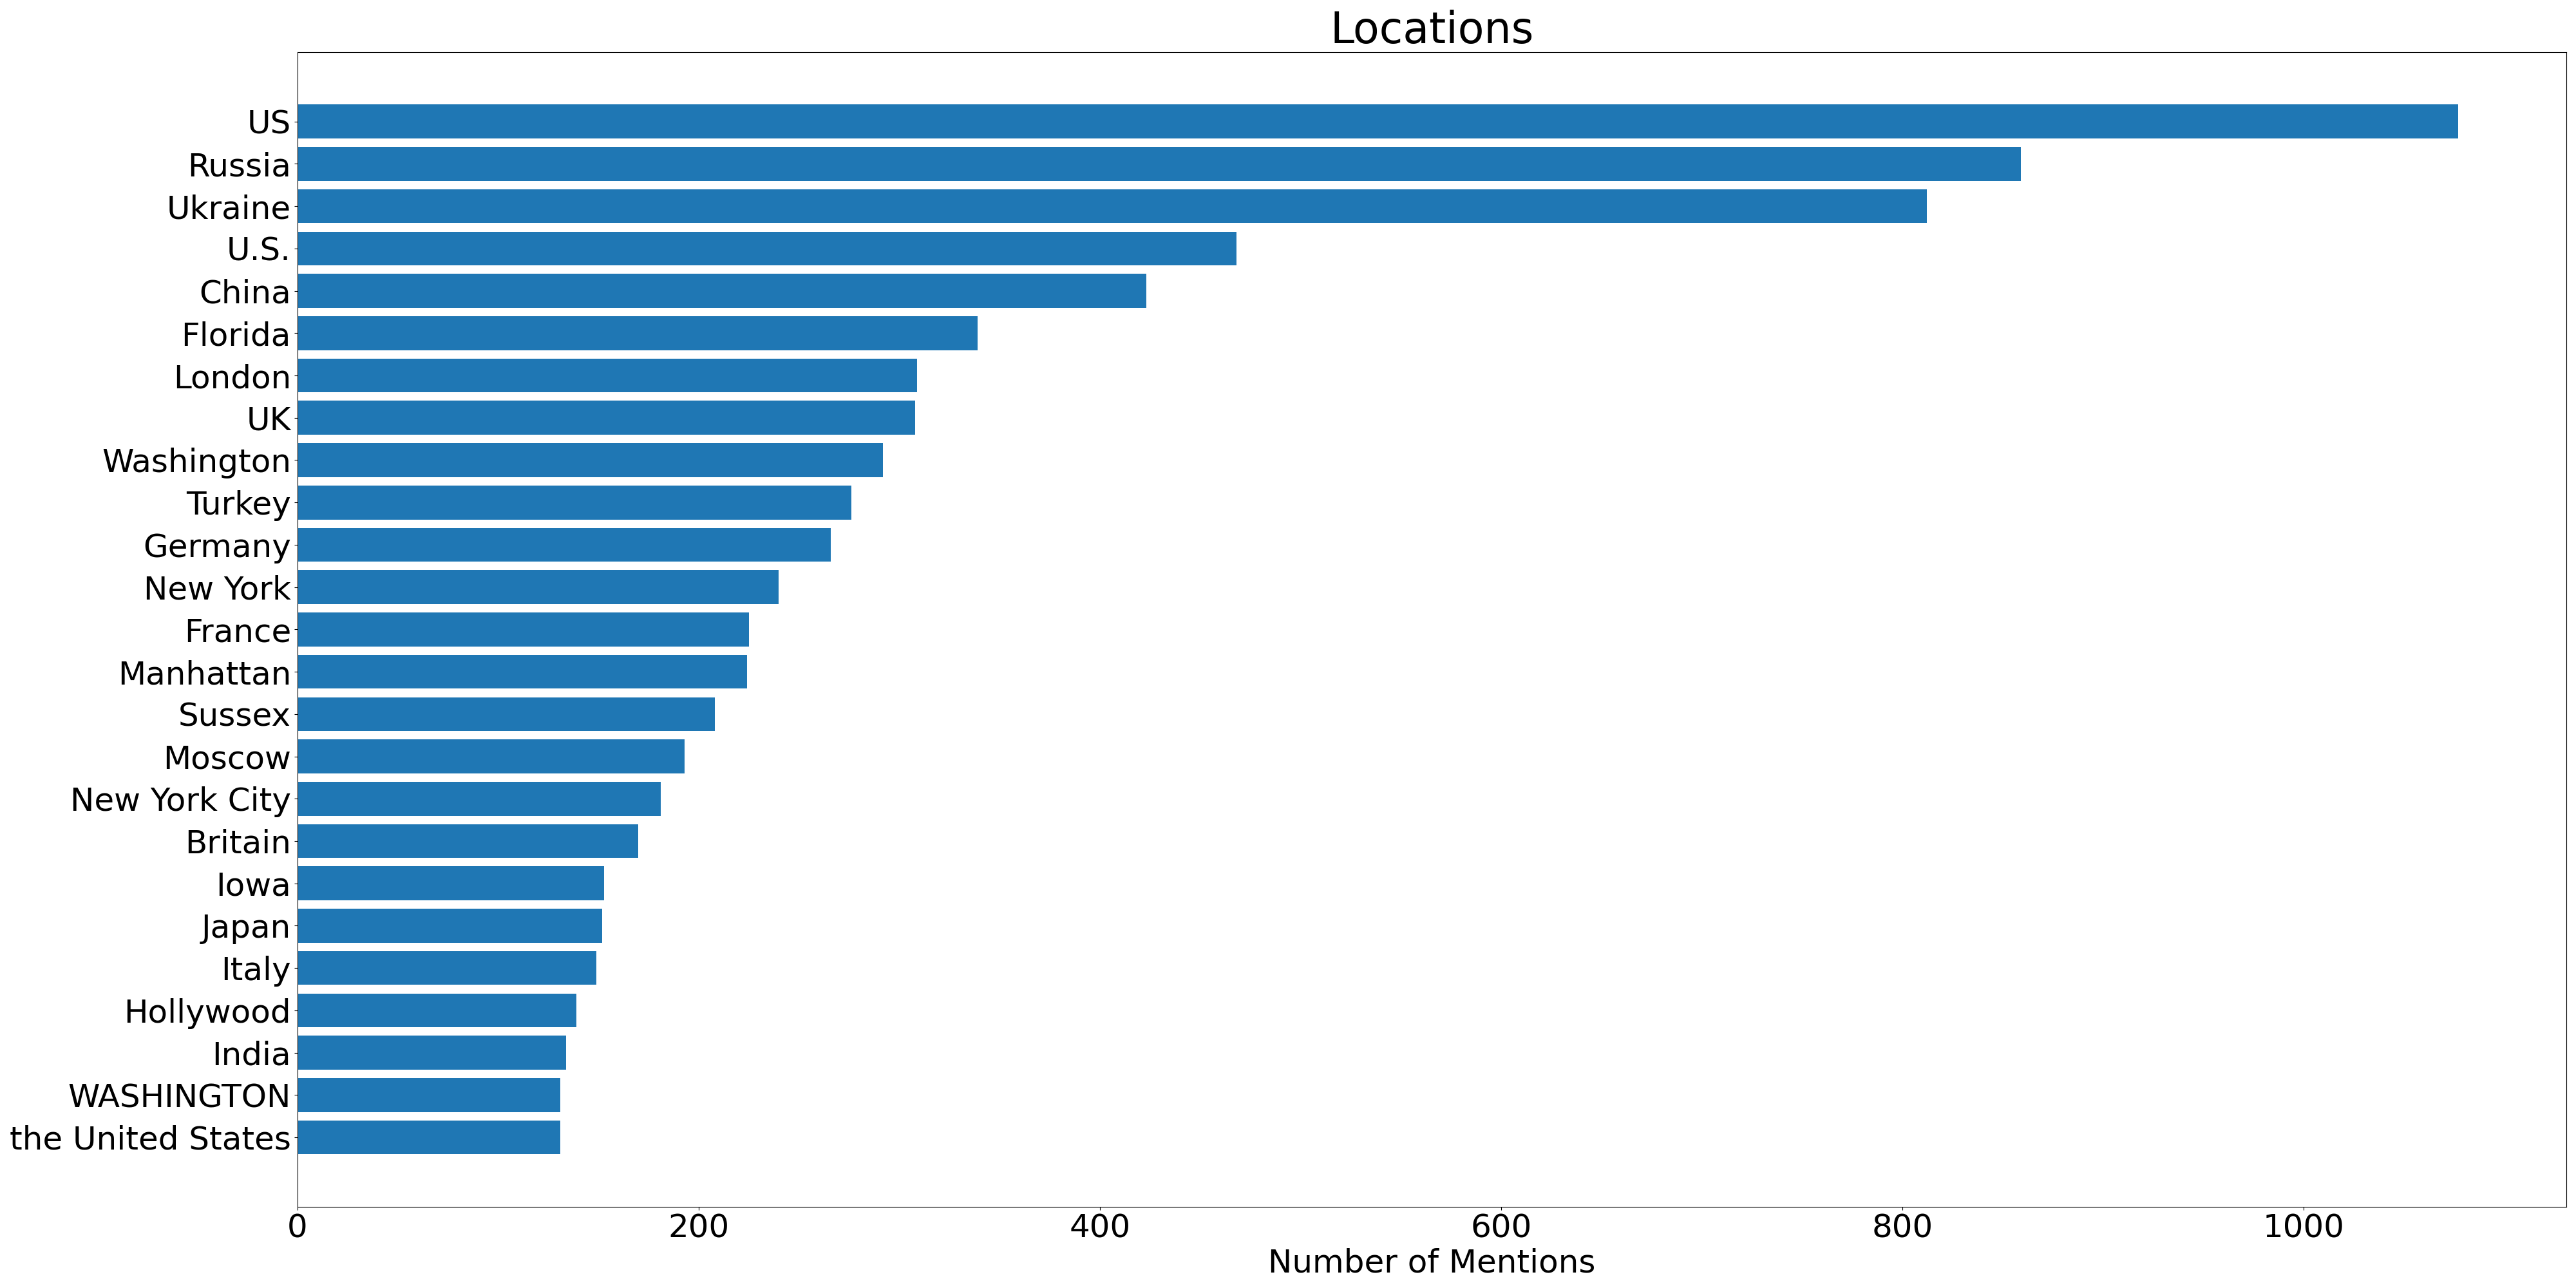 Locations
US
Russia
Ukraine
U.S.
China
Florida
London
UK
Washington
Turkey
Germany
New York
France
Manhattan
Sussex
Moscow
New York City
Britain
Iowa
Japan
Italy
Hollywood
India
WASHINGTON
the United States
0 200 400 600 800 1000
Number of Mentions